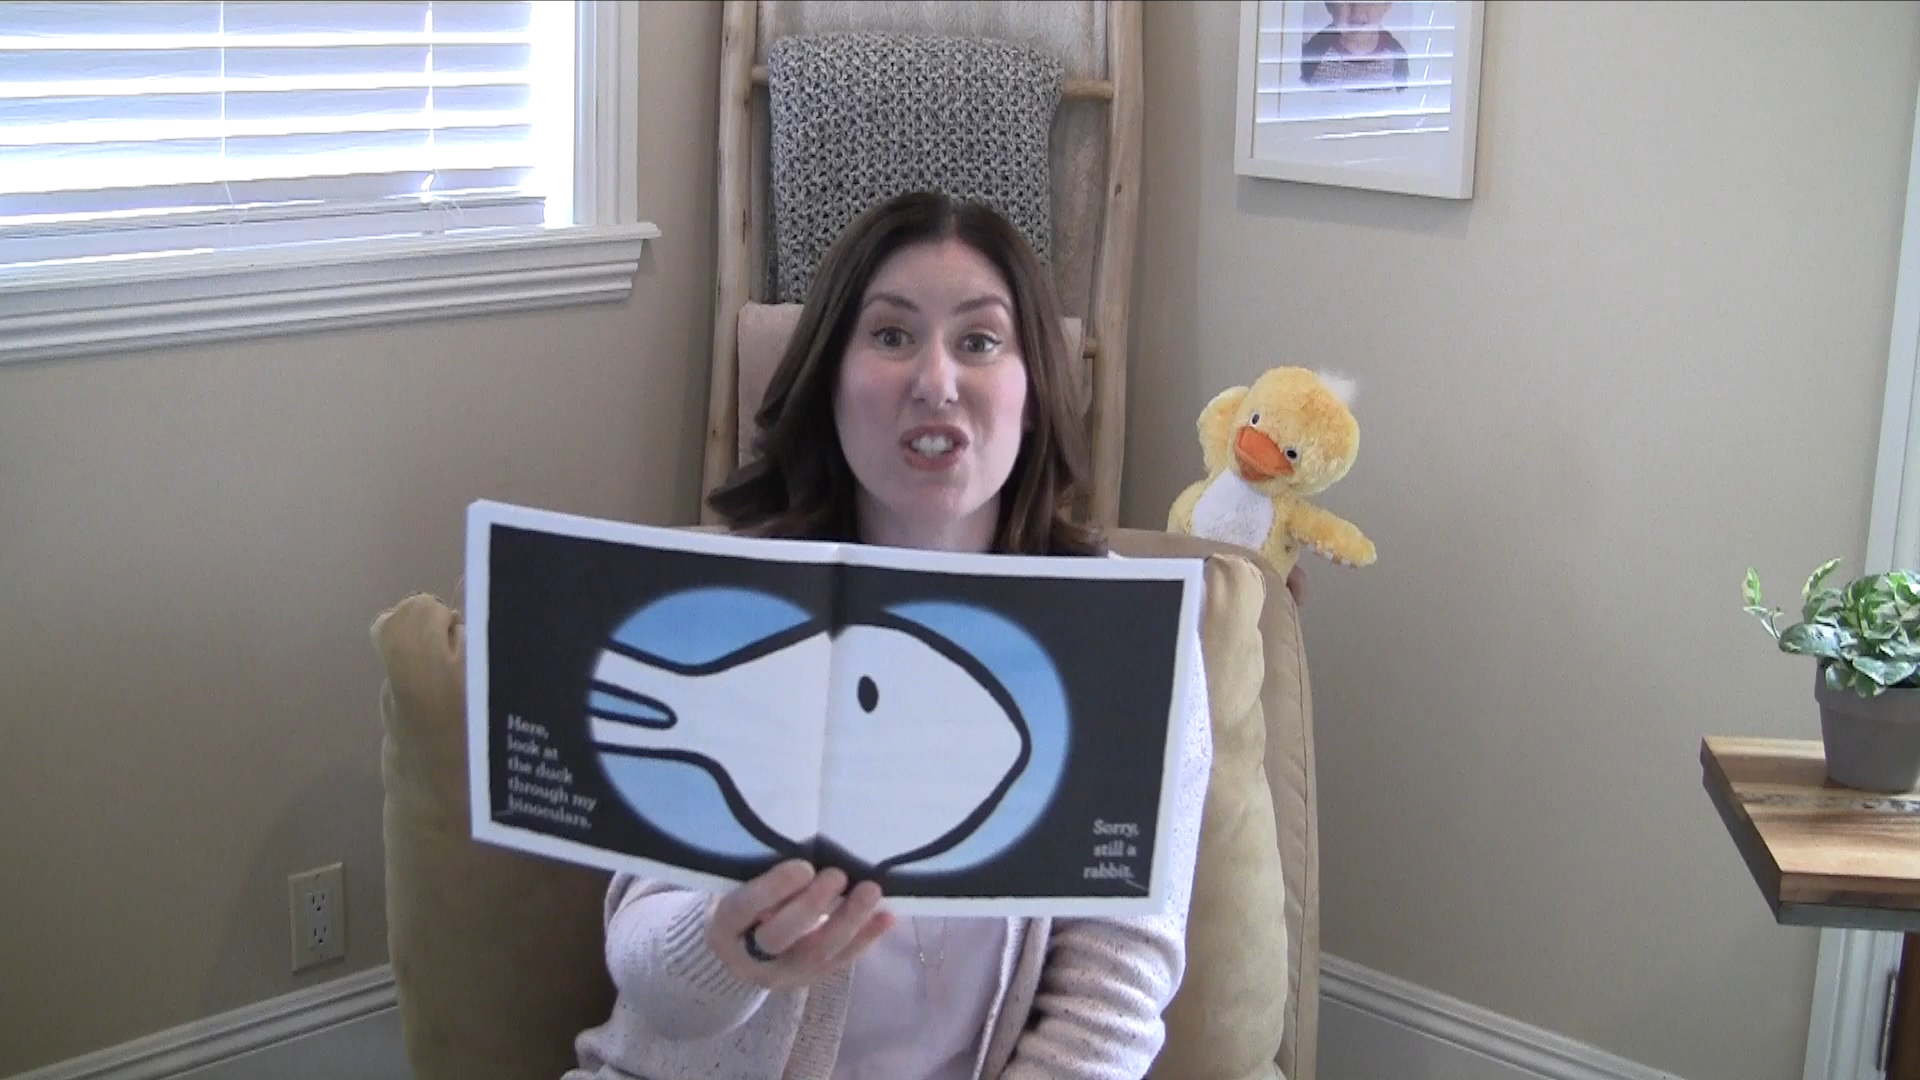 Here,
look at
the duck
through my
binoculars.
Sorry,
still a
rabbit.